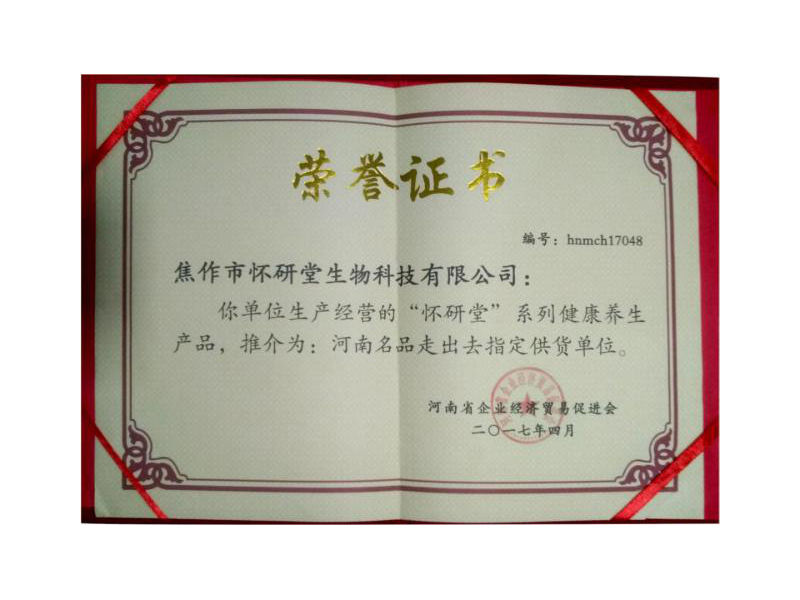 荣誉证书
编号：hnmch17048
焦作市怀研堂生物科技有限公司：
你单位生产经营的“怀研堂”系列健康养生
产品，推介为：河南名品走出去指定供货单位。
河南省企业经济贸易促进会
二〇一七年四月